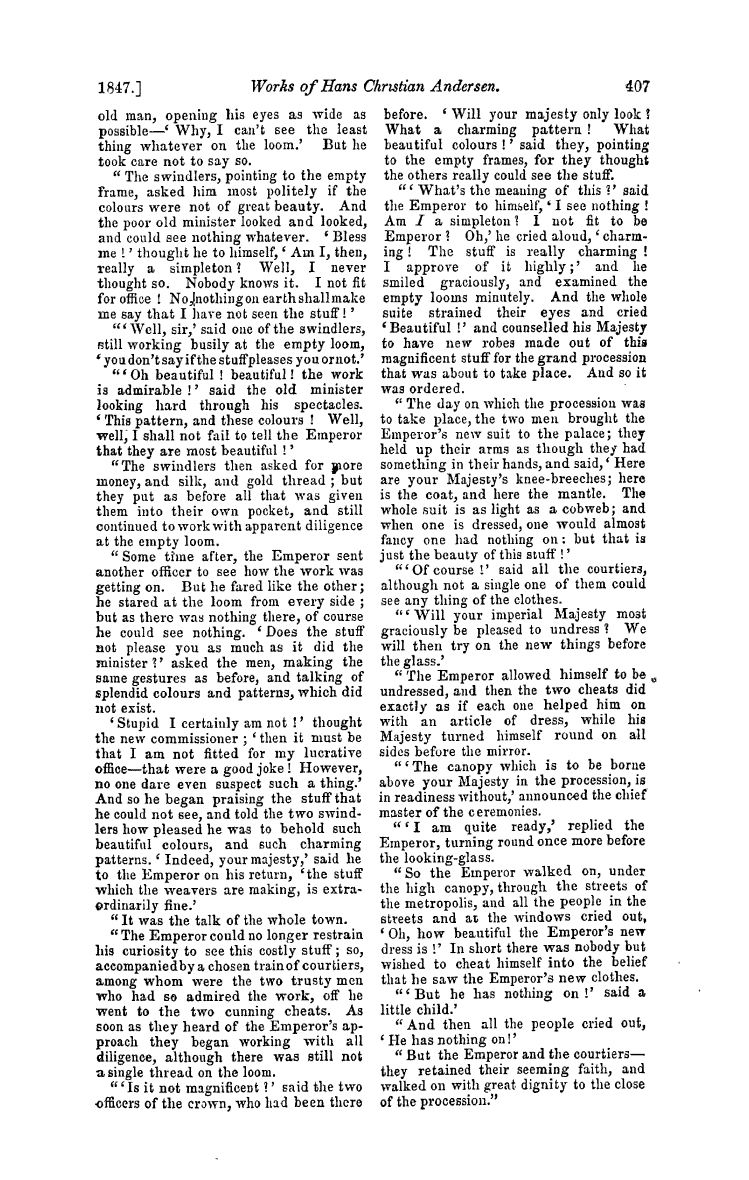 1847.] Works of Hans Christian Andersen. 407
old man, opening his eyes as wide as
possible—‘ Why, I can't see the least
thing whatever on the loom.’ But he
took care not to say so.
“ The swindlers, pointing to the empty
frame, asked him most politely if the
colours were not of great beauty. And
the poor old minister looked and looked,
and could see nothing whatever. ‘ Bless
me ! ’ thought he to himself, ‘ Am I, then,
really a simpleton ? Well, I never
thought so. Nobody knows it. I not fit
for office ! No, nothing on earth shall make
me say that I have not seen the stuff ! ’
“ ‘ Well, sir,’ said one of the swindlers,
still working busily at the empty loom,
‘ you don't say if the stuff pleases you or not.’
“ ‘ Oh beautiful ! beautiful ! the work
is admirable ! ’ said the old minister
looking hard through his spectacles.
‘ This pattern, and these colours ! Well,
well, I shall not fail to tell the Emperor
that they are most beautiful ! ’
“ The swindlers then asked for more
money, and silk, and gold thread ; but
they put as before all that was given
them into their own pocket, and still
continued to work with apparent diligence
at the empty loom.
“ Some time after, the Emperor sent
another officer to see how the work was
getting on. But he fared like the other ;
he stared at the loom from every side ;
but as there was nothing there, of course
he could see nothing. ‘ Does the stuff
not please you as much as it did the
minister ?’ asked the men, making the
same gestures as before, and talking of
splendid colours and patterns, which did
not exist.
‘ Stupid I certainly am not !’ thought
the new commissioner ; ‘ then it must be
that I am not fitted for my lucrative
office—that were a good joke ! However,
no one dare even suspect such a thing.’
And so he began praising the stuff that
he could not see, and told the two swind-
lers how pleased he was to behold such
beautiful colours, and such charming
patterns. ‘ Indeed, your majesty,’ said he
to the Emperor on his return, ‘the stuff
which the weavers are making, is extra-
ordinarily fine.’
“ It was the talk of the whole town.
“ The Emperor could no longer restrain
his curiosity to see this costly stuff ; so,
accompanied by a chosen train of courtiers,
among whom were the two trusty men
who had so admired the work, off he
went to the two cunning cheats. As
soon as they heard of the Emperor's ap-
proach they began working with all
diligence, although there was still not
a single thread on the loom.
“ ‘Is it not magnificent ?’ said the two
officers of the crown, who had been there
before. ‘ Will your majesty only look ?
What a charming pattern ! What
beautiful colours ! ’ said they, pointing
to the empty frames, for they thought
the others really could see the stuff.
“ ‘ What's the meaning of this ?’ said
the Emperor to himself, ‘ I see nothing !
Am I a simpleton ? I not fit to be
Emperor ? Oh,’ he cried aloud, ‘ charm-
ing ! The stuff is really charming !
I approve of it highly ;’ and he
smiled graciously, and examined the
empty looms minutely. And the whole
suite strained their eyes and cried
‘ Beautiful !’ and counselled his Majesty
to have new robes made out of this
magnificent stuff for the grand procession
that was about to take place. And so it
was ordered.
“ The day on which the procession was
to take place, the two men brought the
Emperor's new suit to the palace; they
held up their arms as though they had
something in their hands, and said, ‘ Here
are your Majesty's knee-breeches; here
is the coat, and here the mantle. The
whole suit is as light as a cobweb; and
when one is dressed, one would almost
fancy one had nothing on: but that is
just the beauty of this stuff ! ’
“ ‘ Of course !’ said all the courtiers,
although not a single one of them could
see any thing of the clothes.
“ ‘ Will your imperial Majesty most
graciously be pleased to undress ? We
will then try on the new things before
the glass.’
“ The Emperor allowed himself to be
undressed, and then the two cheats did
exactly as if each one helped him on
with an article of dress, while his
Majesty turned himself round on all
sides before the mirror.
“ ‘ The canopy which is to be borne
above your Majesty in the procession, is
in readiness without,’ announced the chief
master of the ceremonies.
“ ‘ I am quite ready,’ replied the
Emperor, turning round once more before
the looking-glass.
“ So the Emperor walked on, under
the high canopy, through the streets of
the metropolis, and all the people in the
streets and at the windows cried out,
‘ Oh, how beautiful the Emperor's new
dress is !’ In short there was nobody but
wished to cheat himself into the belief
that he saw the Emperor's new clothes.
“ ‘ But he has nothing on !’ said a
little child.’
“ And then all the people cried out,
‘ He has nothing on!’
“ But the Emperor and the courtiers—
they retained their seeming faith, and
walked on with great dignity to the close
of the procession.”